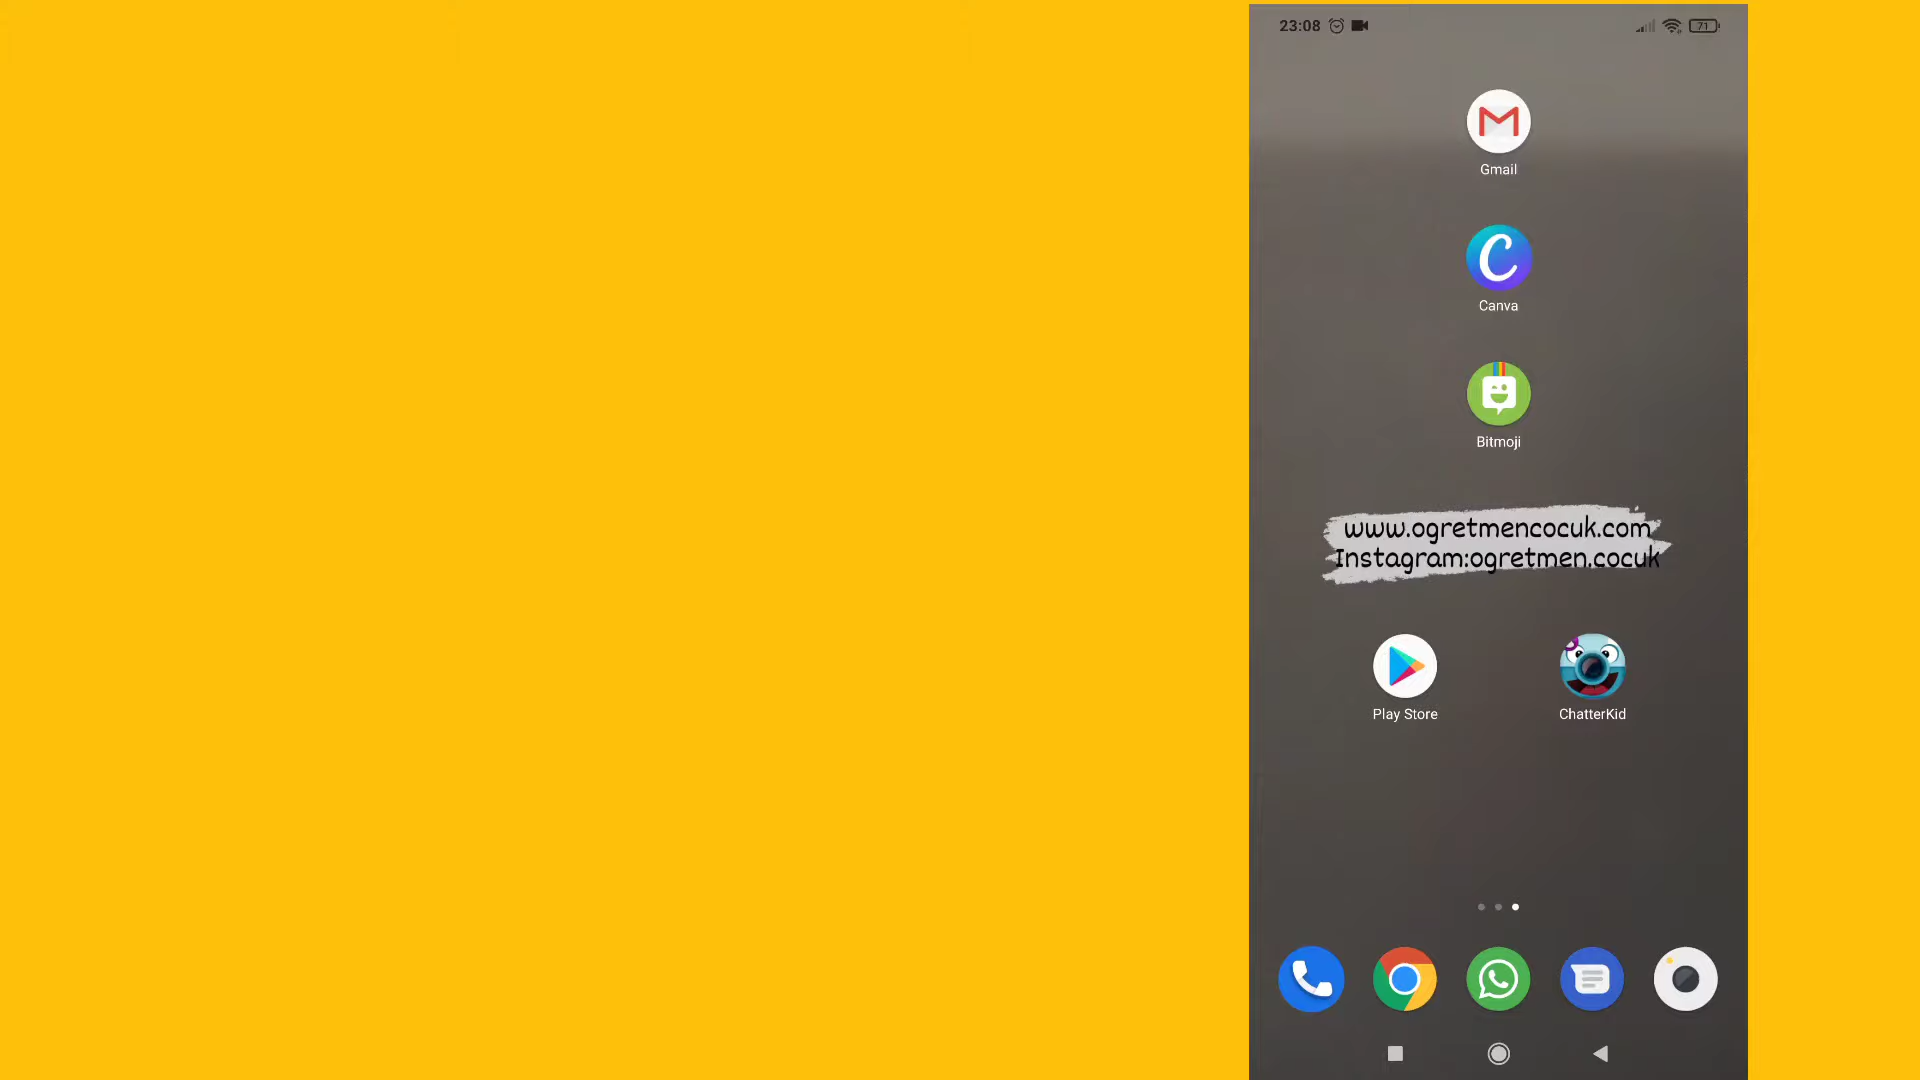 23:08
71
Gmail
Canva
Bitmoji
www.ogretmencocuk.com
Instagram:ogretmen.cocuk
Play Store
ChatterKid